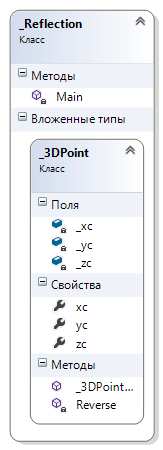 _Reflection
Класс
Методы
Main
Вложенные типы
_3DPoint
Класс
Поля
_xc
_yc
_zc
Свойства
xc
yc
zc
Методы
_3DPoint...
Reverse